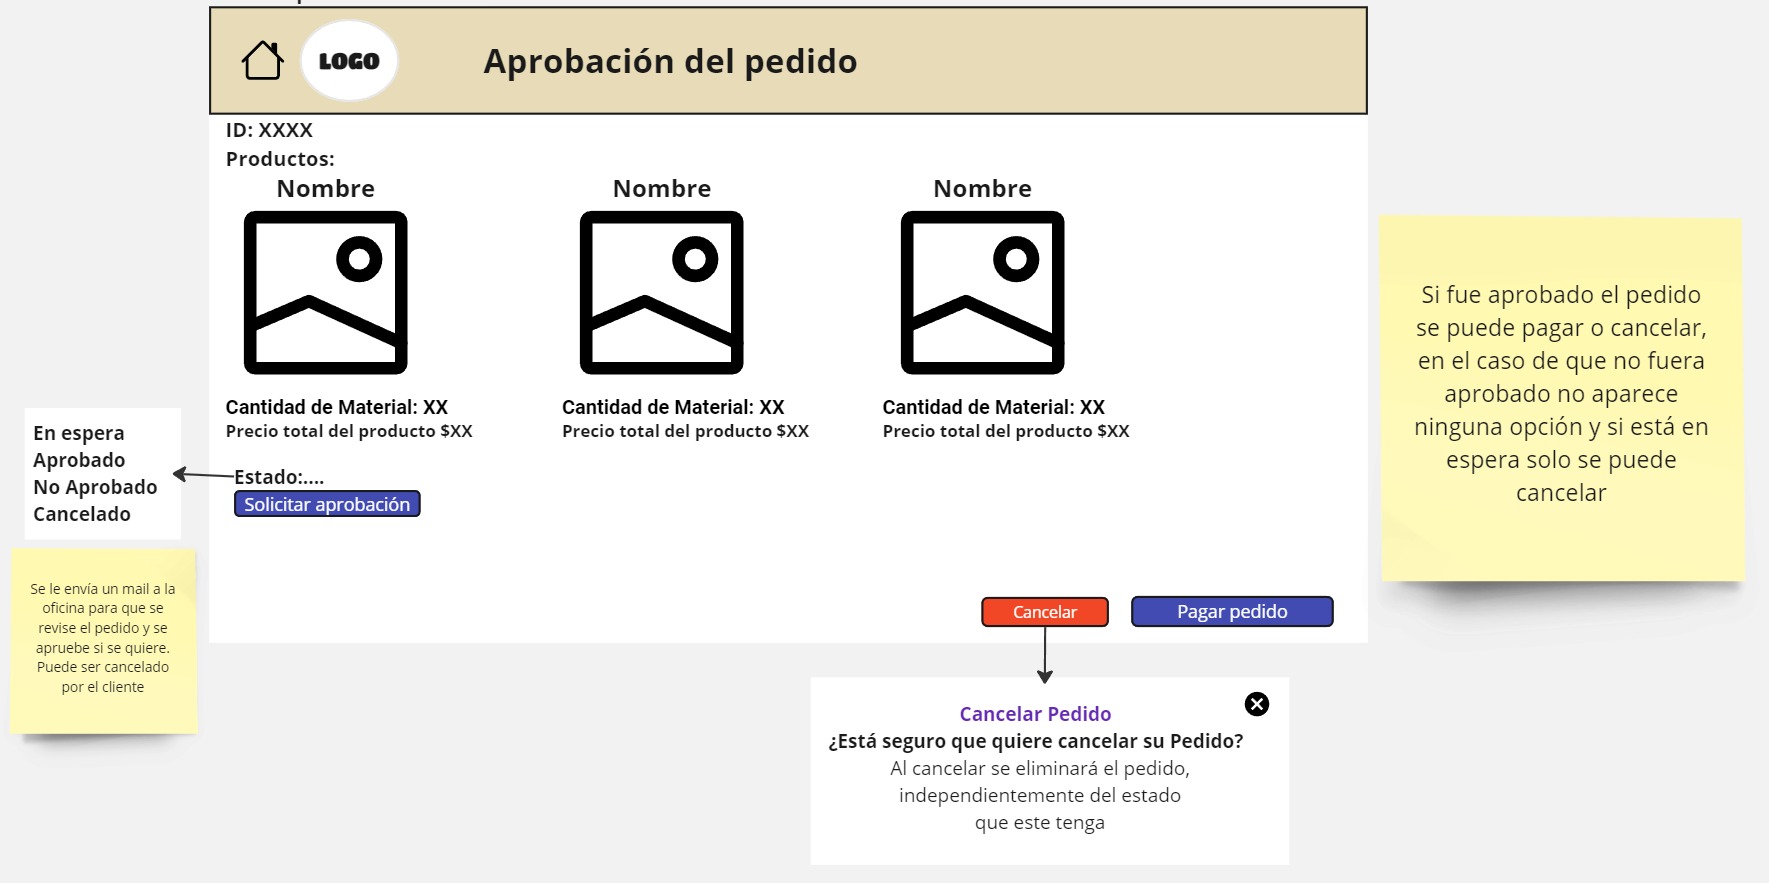 LOGO
Aprobación del pedido
ID: XXXX
Productos:
Nombre
Nombre
Nombre
Cantidad de Material: XX
Precio total del producto $XX
Cantidad de Material: XX
Precio total del producto $XX
Cantidad de Material: XX
Precio total del producto $XX
Estado:....
Solicitar aprobación
En espera
Aprobado
No Aprobado
Cancelado
Se le envía un mail a la
oficina para que se
revise el pedido y se
apruebe si se quiere.
Puede ser cancelado
por el cliente
Si fue aprobado el pedido
se puede pagar o cancelar,
en el caso de que no fuera
aprobado no aparece
ninguna opción y si está en
espera solo se puede
cancelar
Cancelar
Pagar pedido
Cancelar Pedido
¿Está seguro que quiere cancelar su Pedido?
Al cancelar se eliminará el pedido,
independientemente del estado
que este tenga